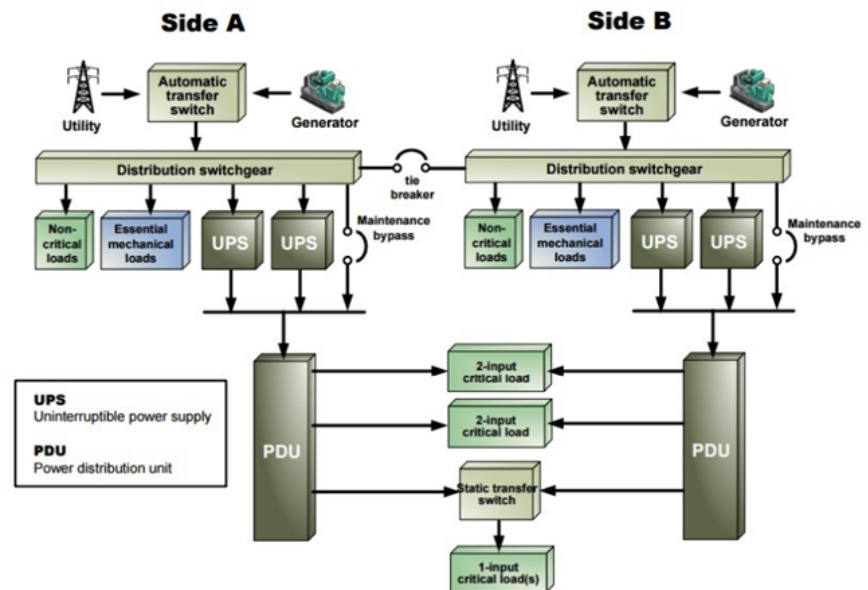 Side A
Side B
Utility
Automatic
transfer
switch
Generator
Utility
Automatic
transfer
switch
Generator
Distribution switchgear
tie
breaker
Distribution switchgear
Non-
critical
loads
Essential
mechanical
loads
UPS
UPS
Maintenance
bypass
Non-
critical
loads
Essential
mechanical
loads
UPS
UPS
Maintenance
bypass
UPS
Uninterruptible power supply
PDU
Power distribution unit
PDU
2-input
critical load
2-input
critical load
Static transfer
switch
1-input
critical load(s)
PDU